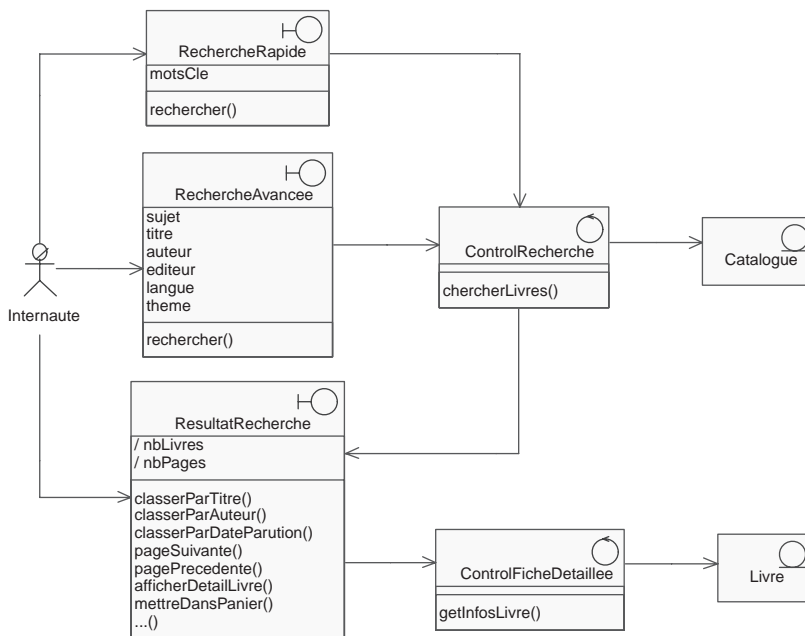 RechercheRapide
motsCle
rechercher()
RechercheAvancee
sujet
titre
auteur
editeur
langue
theme
rechercher()
Internaute
ControlRecherche
chercherLivres()
Catalogue
ResultatRecherche
/ nbLivres
/ nbPages
classerParTitre()
classerParAuteur()
classerParDateParution()
pageSuivante()
pagePrecedente()
afficherDetailLivre()
mettreDansPanier()
...()
ControlFicheDetaillee
getInfosLivre()
Livre